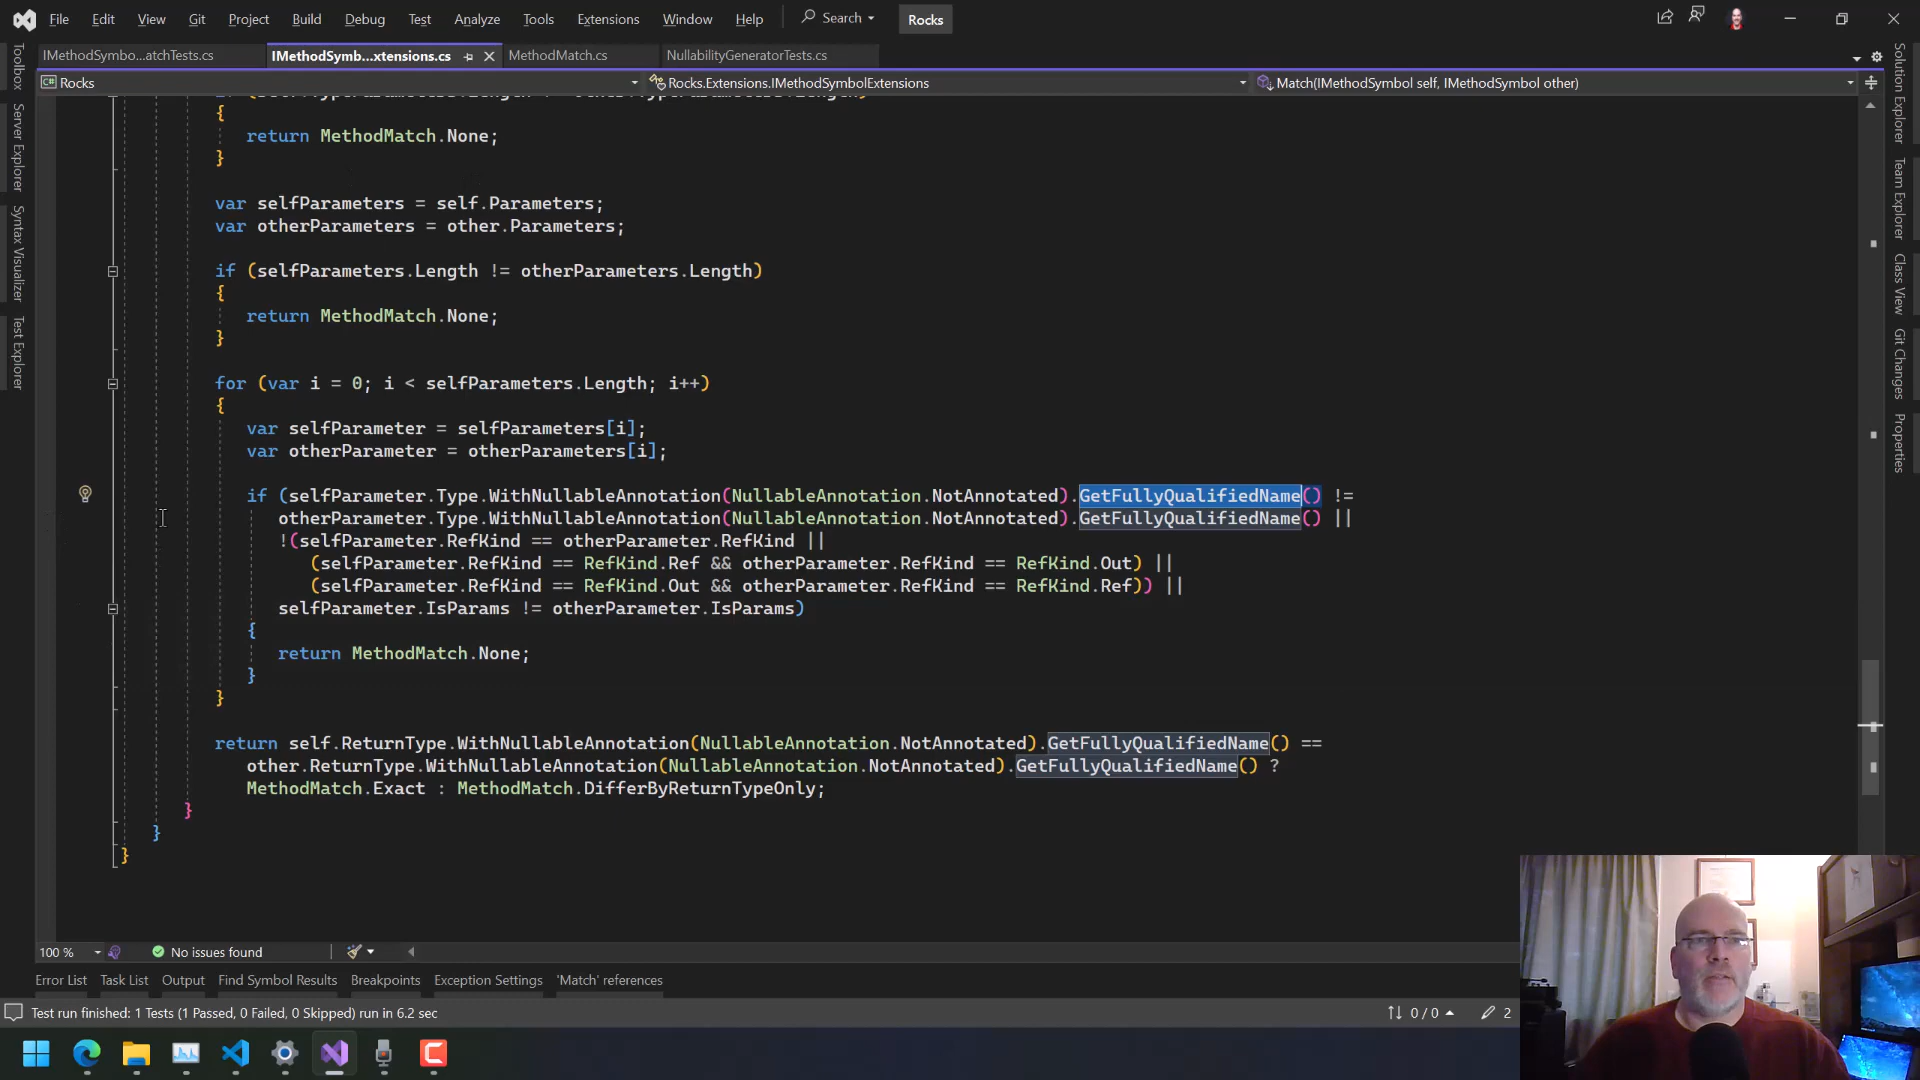 File Edit View Git Project Build Debug Test Analyze Tools Extensions Window Help Search Rocks
IMethodSymbo...atchTests.cs IMethodSymb...xtensions.cs MethodMatch.cs NullabilityGeneratorTests.cs
C# Rocks Rocks.Extensions.IMethodSymbolExtensions Match(IMethodSymbol self, IMethodSymbol other)
Toolbox
Server Explorer
Syntax Visualizer
Test Explorer
{
return MethodMatch.None;
}
var selfParameters = self.Parameters;
var otherParameters = other.Parameters;
if (selfParameters.Length != otherParameters.Length)
{
return MethodMatch.None;
}
for (var i = 0; i < selfParameters.Length; i++)
{
var selfParameter = selfParameters[i];
var otherParameter = otherParameters[i];
if (selfParameter.Type.WithNullableAnnotation(NullableAnnotation.NotAnnotated).GetFullyQualifiedName() !=
otherParameter.Type.WithNullableAnnotation(NullableAnnotation.NotAnnotated).GetFullyQualifiedName() ||
!(selfParameter.RefKind == otherParameter.RefKind ||
(selfParameter.RefKind == RefKind.Ref && otherParameter.RefKind == RefKind.Out) ||
(selfParameter.RefKind == RefKind.Out && otherParameter.RefKind == RefKind.Ref)) ||
selfParameter.IsParams != otherParameter.IsParams)
{
return MethodMatch.None;
}
}
return self.ReturnType.WithNullableAnnotation(NullableAnnotation.NotAnnotated).GetFullyQualifiedName() ==
other.ReturnType.WithNullableAnnotation(NullableAnnotation.NotAnnotated).GetFullyQualifiedName() ?
MethodMatch.Exact : MethodMatch.DifferByReturnTypeOnly;
}
}
}
Solution Explorer
Team Explorer
Class View
Git Changes
Properties
100 % No issues found
Error List Task List Output Find Symbol Results Breakpoints Exception Settings 'Match' references
Test run finished: 1 Tests (1 Passed, 0 Failed, 0 Skipped) run in 6.2 sec 0 / 0 2